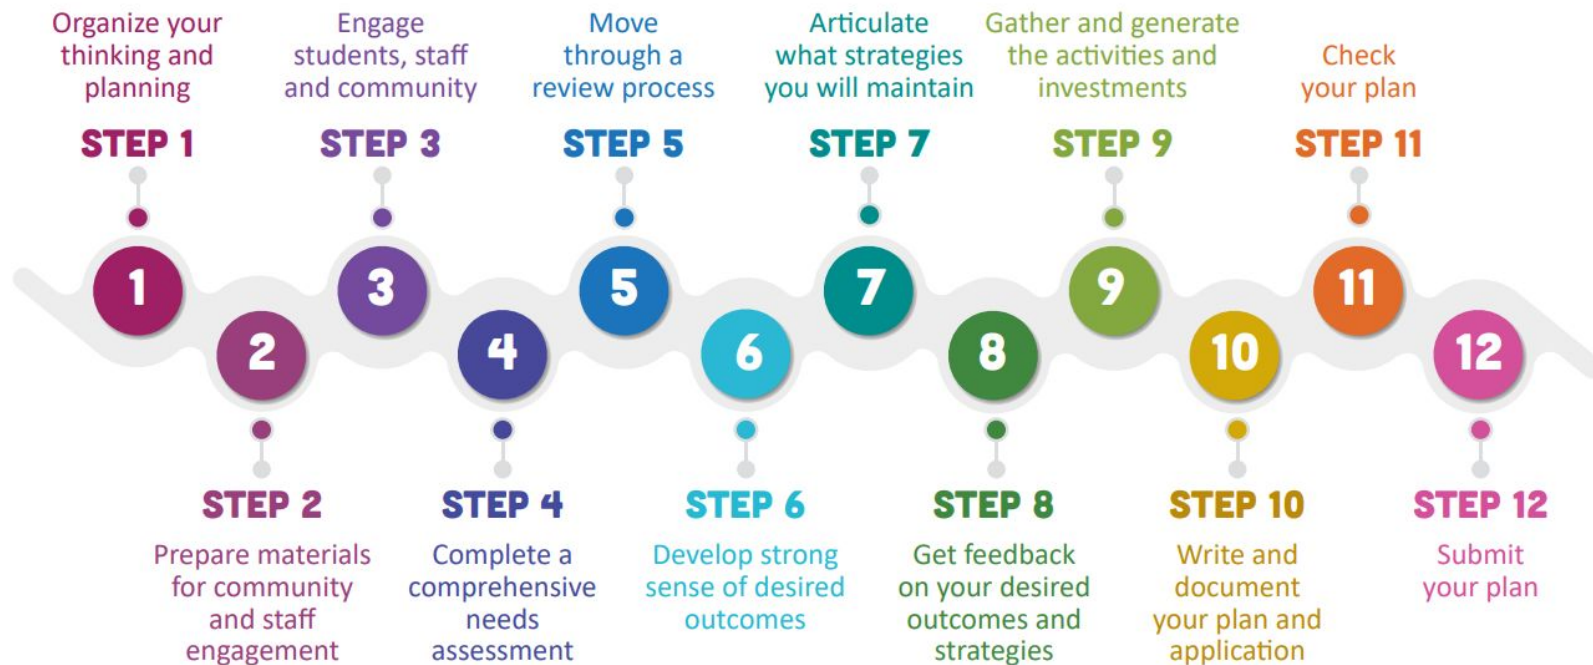 Organize your
thinking and
planning
STEP 1
1
2
STEP 2
Prepare materials
for community
and staff
engagement
Engage
students, staff
and community
STEP 3
3
4
STEP 4
Complete a
comprehensive
needs
assessment
Move
through a
review process
STEP 5
5
6
STEP 6
Develop strong
sense of desired
outcomes
Articulate
what strategies
you will maintain
STEP 7
7
8
STEP 8
Get feedback
on your desired
outcomes and
strategies
Gather and generate
the activities and
investments
STEP 9
9
10
STEP 10
Write and
document
your plan and
application
Check
your plan
STEP 11
11
12
STEP 12
Submit
your plan